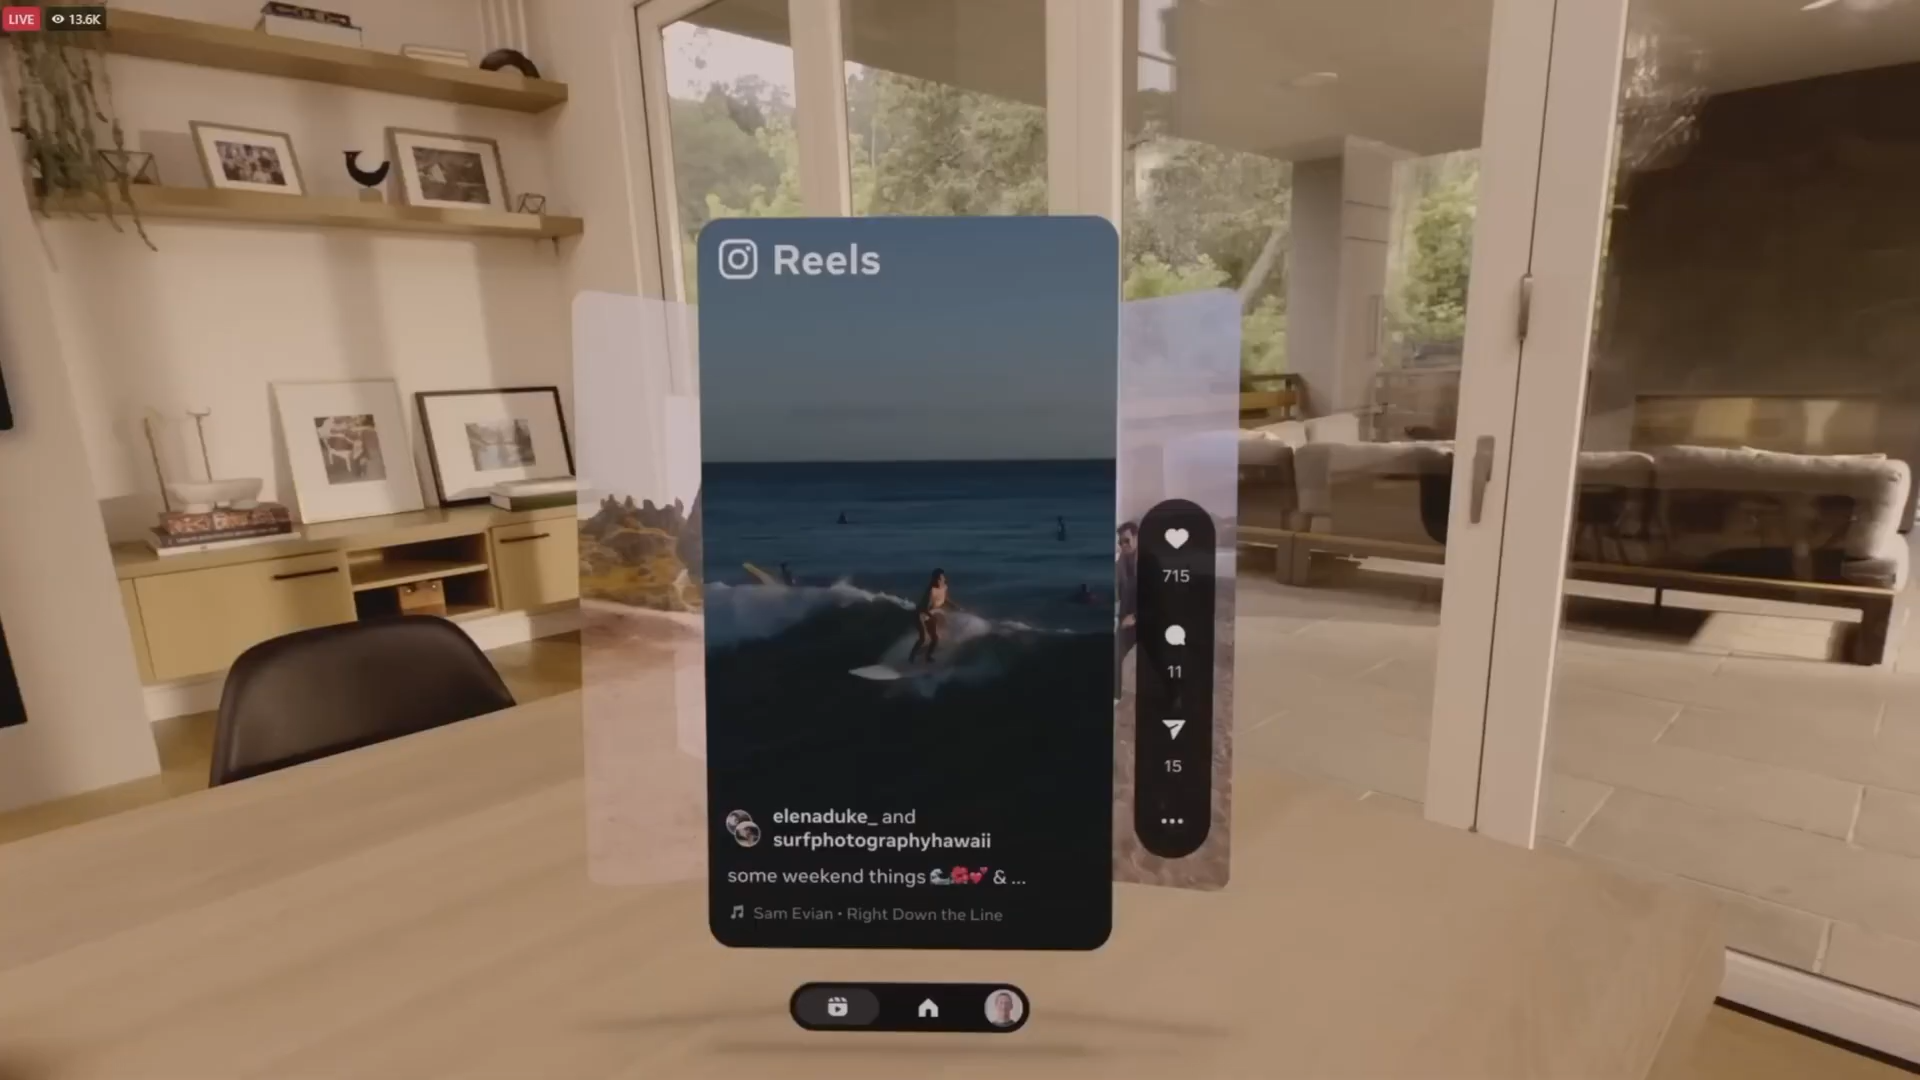 LIVE 13.6K
Reels
715
11
15
elenaduke_ and
surfphotographyhawaii
some weekend things 🌊🌺💕 & ...
Sam Evian • Right Down the Line